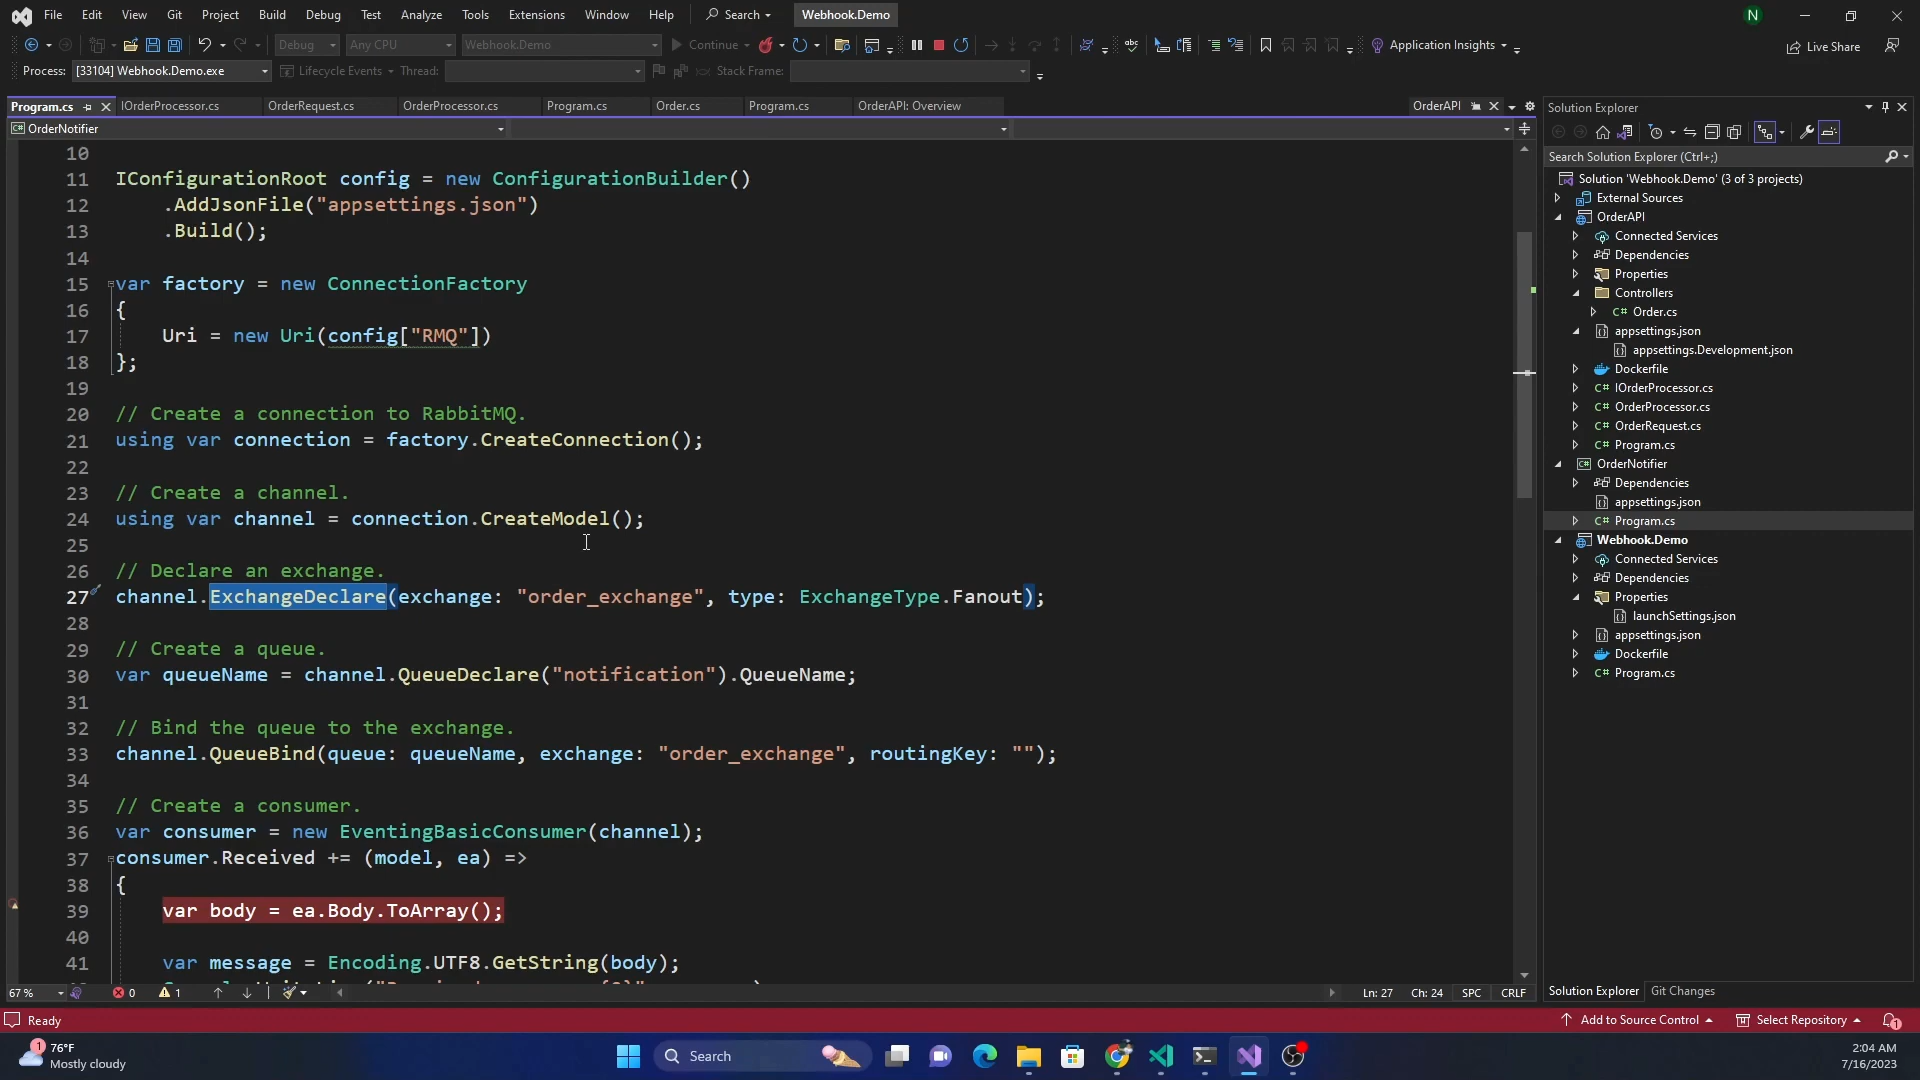 File Edit View Git Project Build Debug Test Analyze Tools Extensions Window Help Search Webhook.Demo N
Debug Any CPU Webhook.Demo Continue abc Application Insights Live Share
Process: [33104] Webhook.Demo.exe Lifecycle Events Thread: Stack Frame:
Program.cs IOrderProcessor.cs OrderRequest.cs OrderProcessor.cs Program.cs Order.cs Program.cs OrderAPI: Overview OrderAPI
C# OrderNotifier
10
11 IConfigurationRoot config = new ConfigurationBuilder()
12 .AddJsonFile("appsettings.json")
13 .Build();
14
15 var factory = new ConnectionFactory
16 {
17 Uri = new Uri(config["RMQ"])
18 };
19
20 // Create a connection to RabbitMQ.
21 using var connection = factory.CreateConnection();
22
23 // Create a channel.
24 using var channel = connection.CreateModel();
25
26 // Declare an exchange.
27 channel.ExchangeDeclare(exchange: "order_exchange", type: ExchangeType.Fanout);
28
29 // Create a queue.
30 var queueName = channel.QueueDeclare("notification").QueueName;
31
32 // Bind the queue to the exchange.
33 channel.QueueBind(queue: queueName, exchange: "order_exchange", routingKey: "");
34
35 // Create a consumer.
36 var consumer = new EventingBasicConsumer(channel);
37 consumer.Received += (model, ea) =>
38 {
39 var body = ea.Body.ToArray();
40
41 var message = Encoding.UTF8.GetString(body);
67 % 0 1 Ln: 27 Ch: 24 SPC CRLF
Solution Explorer
Search Solution Explorer (Ctrl+;)
Solution 'Webhook.Demo' (3 of 3 projects)
External Sources
OrderAPI
Connected Services
Dependencies
Properties
Controllers
C# Order.cs
appsettings.json
appsettings.Development.json
Dockerfile
C# IOrderProcessor.cs
C# OrderProcessor.cs
C# OrderRequest.cs
C# Program.cs
C# OrderNotifier
Dependencies
appsettings.json
C# Program.cs
Webhook.Demo
Connected Services
Dependencies
Properties
launchSettings.json
appsettings.json
Dockerfile
C# Program.cs
Solution Explorer Git Changes
Ready Add to Source Control Select Repository 1
1 76°F
Mostly cloudy
Search
2:04 AM
7/16/2023